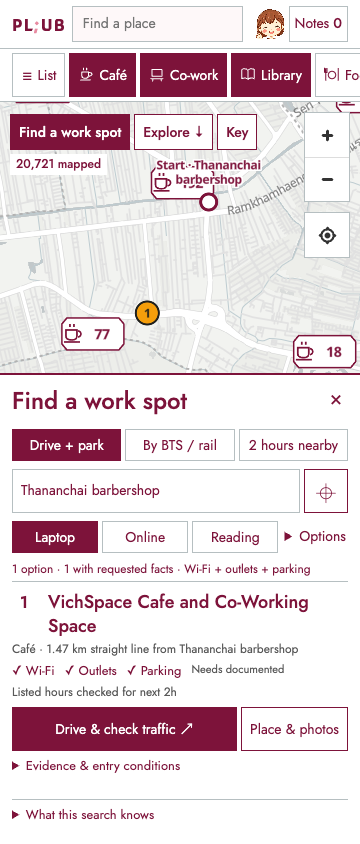 PL:UB
Find a place
Notes 0
≡ List
Café
Co-work
Library
Fo
Find a work spot
Explore ↓
Key
20,721 mapped
Start · Thananchai
barbershop
Ramkhamhaeng
+
−
1
77
18
Find a work spot
×
Drive + park
By BTS / rail
2 hours nearby
Thananchai barbershop
Laptop
Online
Reading
▶ Options
1 option · 1 with requested facts · Wi-Fi + outlets + parking
1 VichSpace Cafe and Co-Working
Space
Café · 1.47 km straight line from Thananchai barbershop
✓ Wi-Fi ✓ Outlets ✓ Parking Needs documented
Listed hours checked for next 2h
Drive & check traffic ↗
Place & photos
▶ Evidence & entry conditions
▶ What this search knows